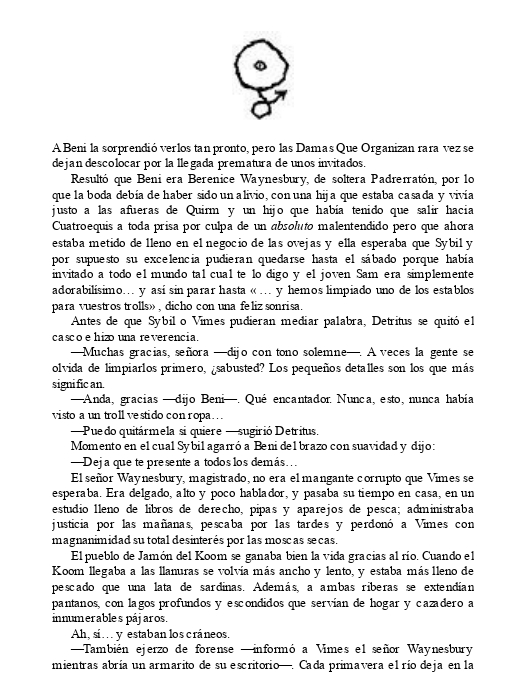 A Beni la sorprendió verlos tan pronto, pero las Damas Que Organizan rara vez se
dejan descolocar por la llegada prematura de unos invitados.
Resultó que Beni era Berenice Waynesbury, de soltera Padrerratón, por lo
que la boda debía de haber sido un alivio, con una hija que estaba casada y vivía
justo a las afueras de Quirm y un hijo que había tenido que salir hacia
Cuatroequis a toda prisa por culpa de un absoluto malentendido pero que ahora
estaba metido de lleno en el negocio de las ovejas y ella esperaba que Sybil y
por supuesto su excelencia pudieran quedarse hasta el sábado porque había
invitado a todo el mundo tal cual te lo digo y el joven Sam era simplemente
adorabilísimo… y así sin parar hasta «… y hemos limpiado uno de los establos
para vuestros trolls», dicho con una feliz sonrisa.
Antes de que Sybil o Vimes pudieran mediar palabra, Detritus se quitó el
casco e hizo una reverencia.
—Muchas gracias, señora —dijo con tono solemne—. A veces la gente se
olvida de limpiarlos primero, ¿sabusted? Los pequeños detalles son los que más
significan.
—Anda, gracias —dijo Beni—. Qué encantador. Nunca, esto, nunca había
visto a un troll vestido con ropa…
—Puedo quitármela si quiere —sugirió Detritus.
Momento en el cual Sybil agarró a Beni del brazo con suavidad y dijo:
—Deja que te presente a todos los demás…
El señor Waynesbury, magistrado, no era el mangante corrupto que Vimes se
esperaba. Era delgado, alto y poco hablador, y pasaba su tiempo en casa, en un
estudio lleno de libros de derecho, pipas y aparejos de pesca; administraba
justicia por las mañanas, pescaba por las tardes y perdonó a Vimes con
magnanimidad su total desinterés por las moscas secas.
El pueblo de Jamón del Koom se ganaba bien la vida gracias al río. Cuando el
Koom llegaba a las llanuras se volvía más ancho y lento, y estaba más lleno de
pescado que una lata de sardinas. Además, a ambas riberas se extendían
pantanos, con lagos profundos y escondidos que servían de hogar y cazadero a
innumerables pájaros.
Ah, sí… y estaban los cráneos.
—También ejerzo de forense —informó a Vimes el señor Waynesbury
mientras abría un armarito de su escritorio—. Cada primavera el río deja en la